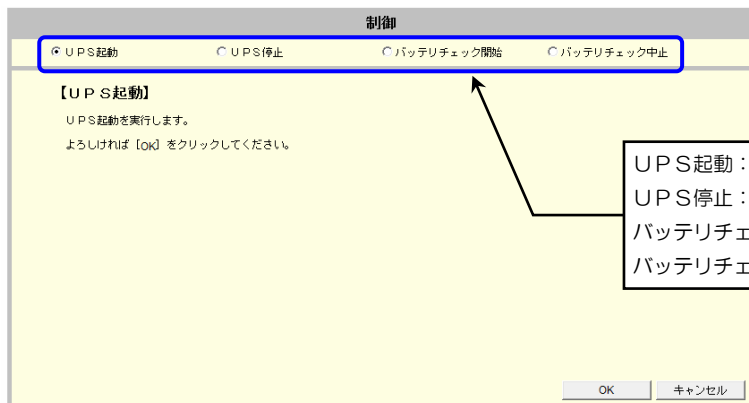 制御
UPS起動 UPS停止 バッテリチェック開始 バッテリチェック中止
【UPS起動】
UPS起動を実行します。
よろしければ [OK] をクリックしてください。
UPS起動：
UPS停止：
バッテリチェ
バッテリチェ
OK キャンセル